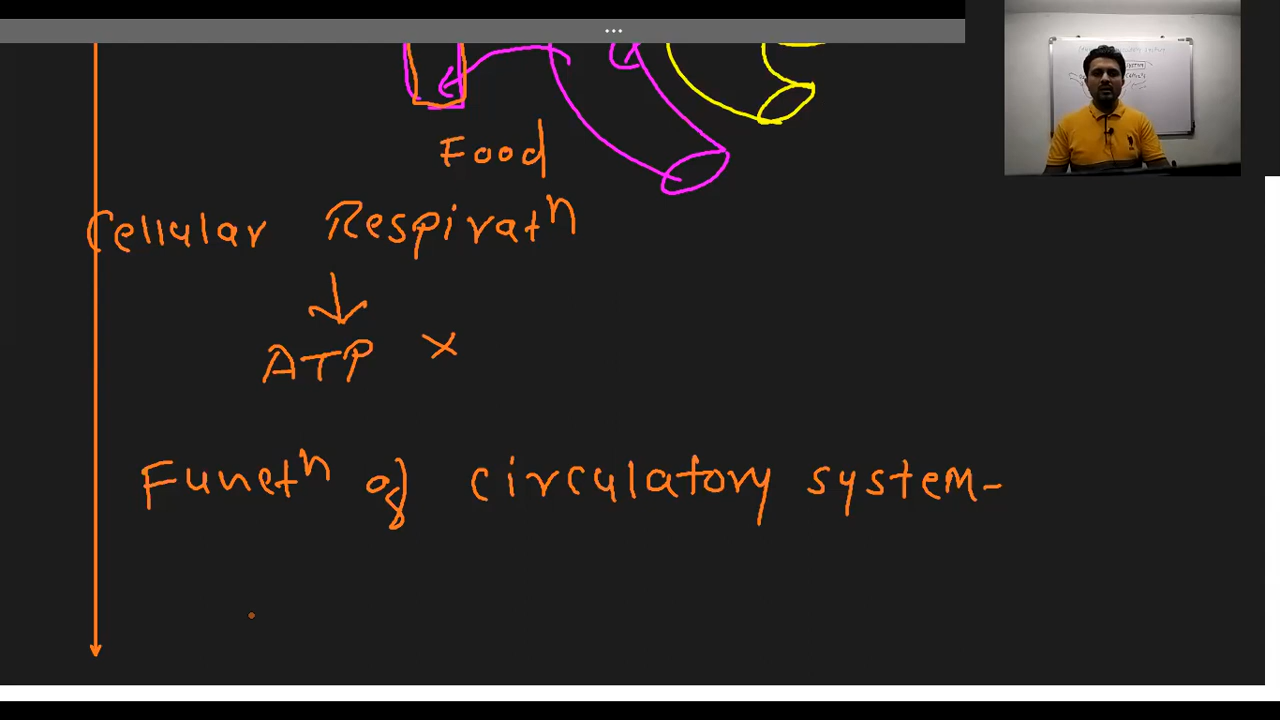 Food
Cellular Respiratⁿ
ATP ×
Functⁿ of circulatory system-